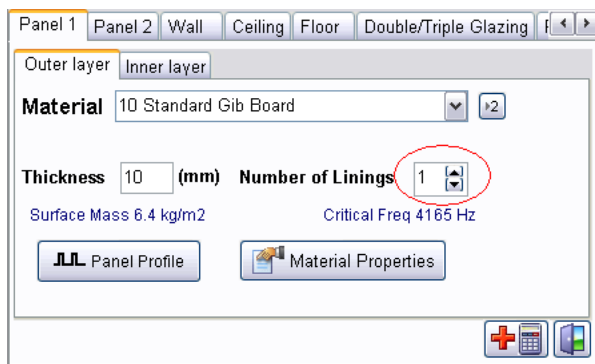 Panel 1 Panel 2 Wall Ceiling Floor Double/Triple Glazing
Outer layer Inner layer
Material 10 Standard Gib Board 2
Thickness 10 (mm) Number of Linings 1
Surface Mass 6.4 kg/m2 Critical Freq 4165 Hz
Panel Profile Material Properties